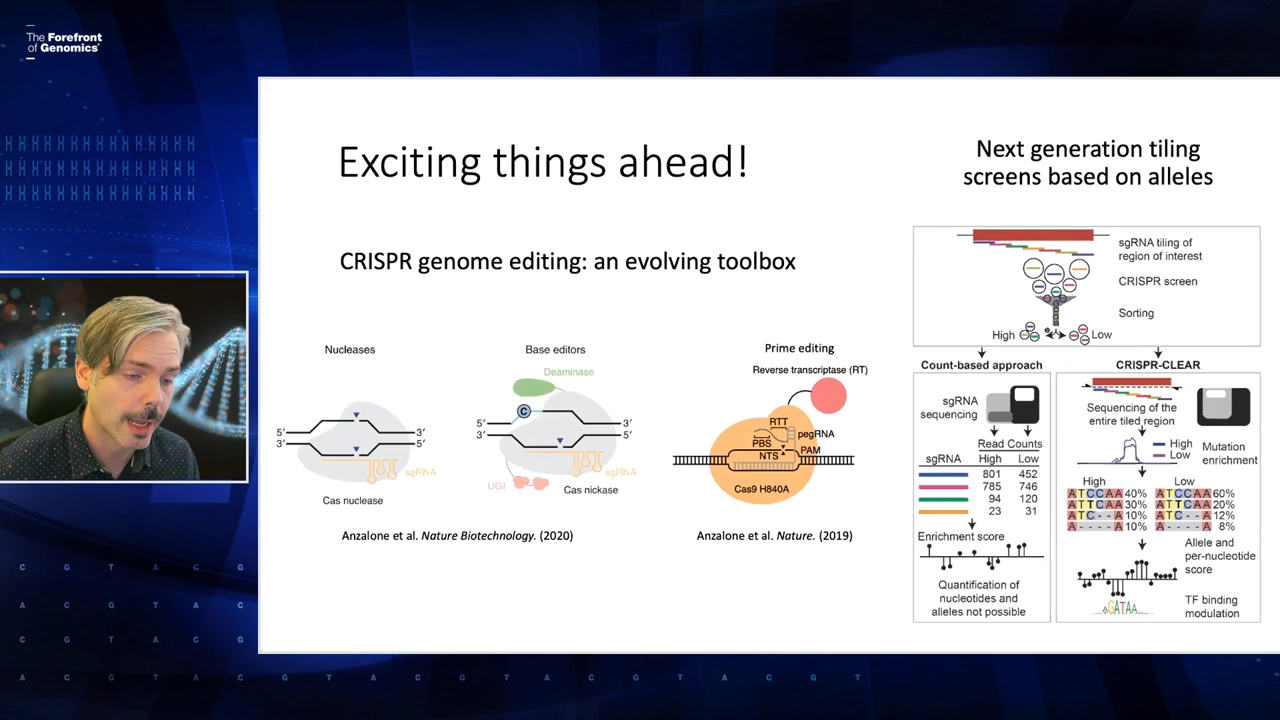 The Forefront
of Genomics®
Exciting things ahead!
CRISPR genome editing: an evolving toolbox
Nucleases
5′
3′
3′
5′
sgRNA
Cas nuclease
Base editors
Deaminase
C
5′
3′
3′
5′
sgRNA
UGI
Cas nickase
Anzalone et al. Nature Biotechnology. (2020)
Prime editing
Reverse transcriptase (RT)
RTT
pegRNA
PBS
PAM
NTS
Cas9 H840A
Anzalone et al. Nature. (2019)
Next generation tiling
screens based on alleles
sgRNA tiling of
region of interest
CRISPR screen
Sorting
High
Low
Count-based approach
sgRNA
sequencing
Read Counts
sgRNA High Low
801 452
785 746
94 120
23 31
Enrichment score
Quantification of
nucleotides and
alleles not possible
CRISPR-CLEAR
Sequencing of the
entire tiled region
High
Low
Mutation
enrichment
High Low
ATCCAA 40% ATCCAA 60%
ATTCAA 30% ATTCAA 20%
ATC--A 10% ATC--A 12%
A----A 10% A----A 8%
Allele and
per-nucleotide
score
GATAA
TF binding
modulation
C G T A C G
A C G T A C
C G T A C G
A C G T A C G T A C G T A C G T A C G T